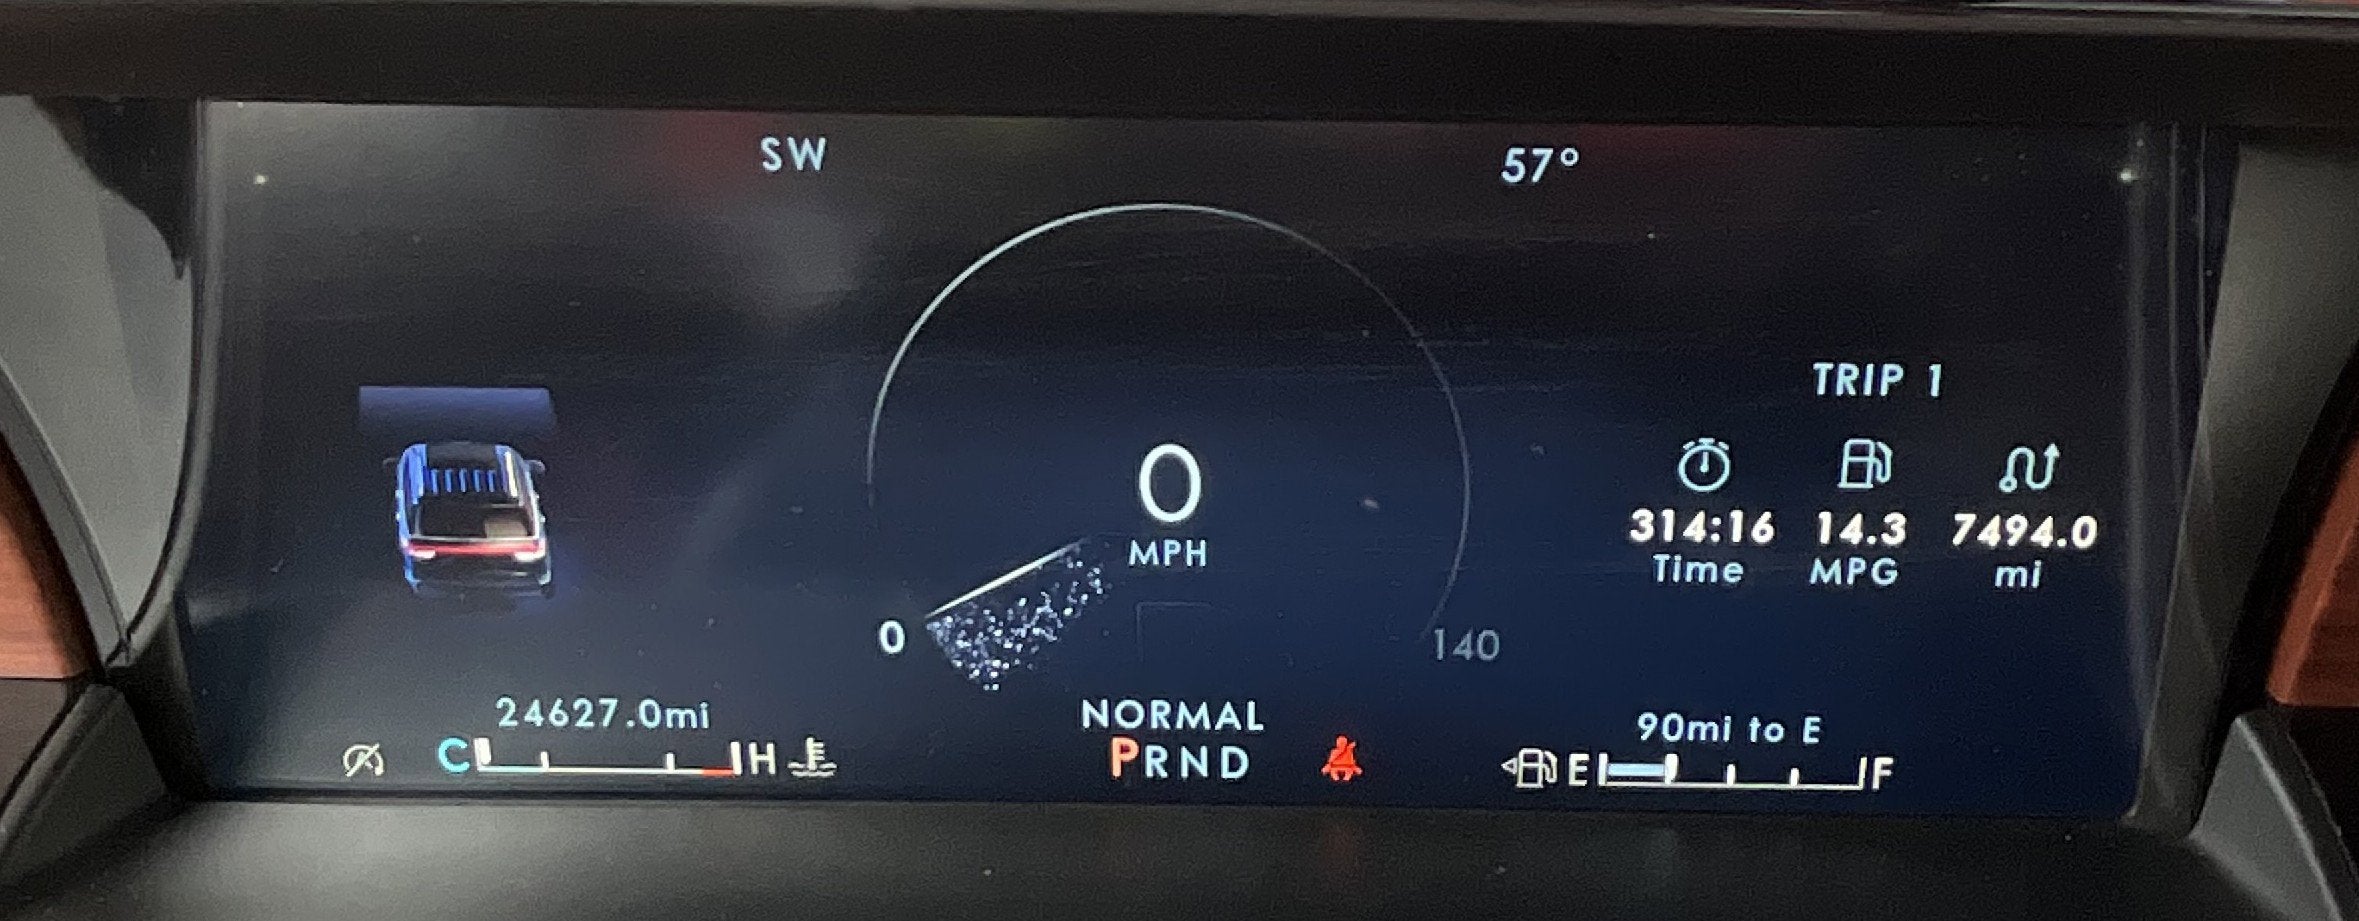 SW
57°
TRIP 1
0
MPH
314:16 14.3 7494.0
Time MPG mi
0
140
24627.0mi
NORMAL
90mi to E
C H
PRND
E F